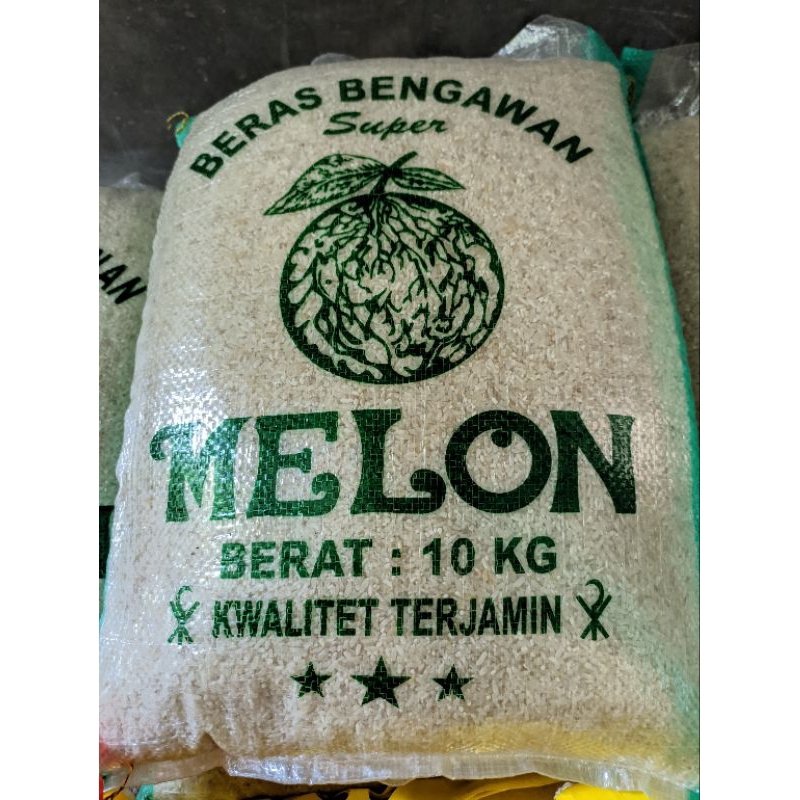 BERAS BENGAWAN
Super
MELON
BERAT : 10 KG
KWALITET TERJAMIN